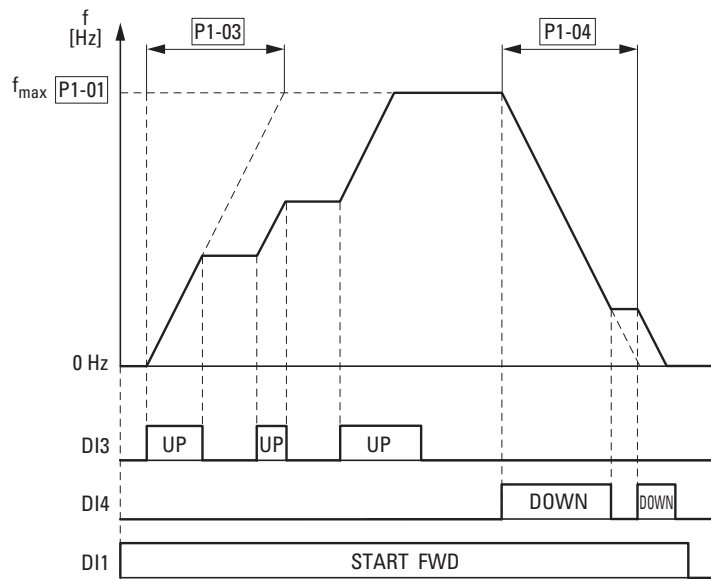 f
[Hz]
P1-03
P1-04
fmax P1-01
0 Hz
DI3 UP UP UP
DI4 DOWN DOWN
DI1 START FWD